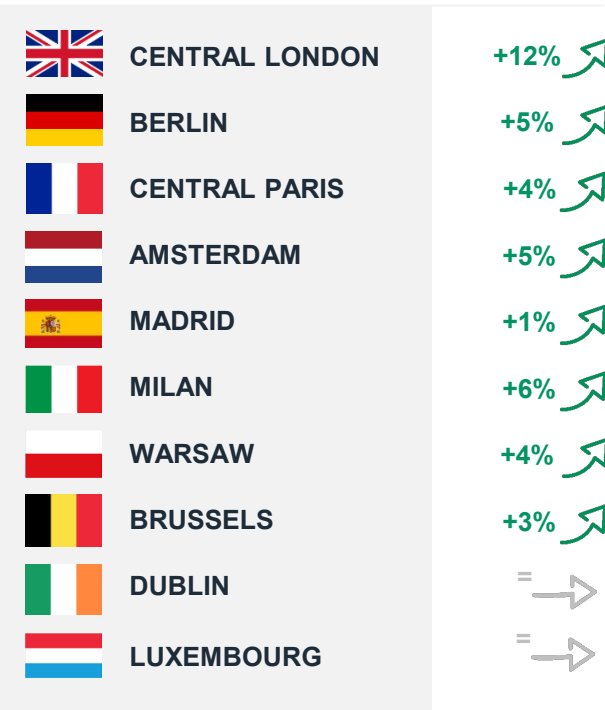 CENTRAL LONDON +12%
BERLIN +5%
CENTRAL PARIS +4%
AMSTERDAM +5%
MADRID +1%
MILAN +6%
WARSAW +4%
BRUSSELS +3%
DUBLIN =
LUXEMBOURG =